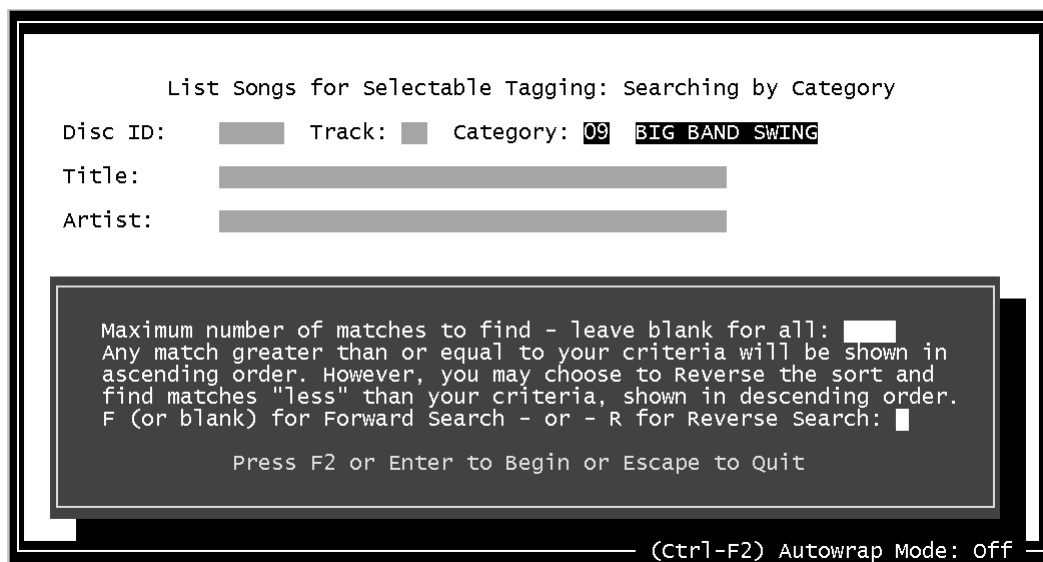 List Songs for Selectable Tagging: Searching by Category
Disc ID: Track: Category: 09 BIG BAND SWING
Title:
Artist:
Maximum number of matches to find - leave blank for all:
Any match greater than or equal to your criteria will be shown in
ascending order. However, you may choose to Reverse the sort and
find matches "less" than your criteria, shown in descending order.
F (or blank) for Forward Search - or - R for Reverse Search:
Press F2 or Enter to Begin or Escape to Quit
(Ctrl-F2) Autowrap Mode: Off